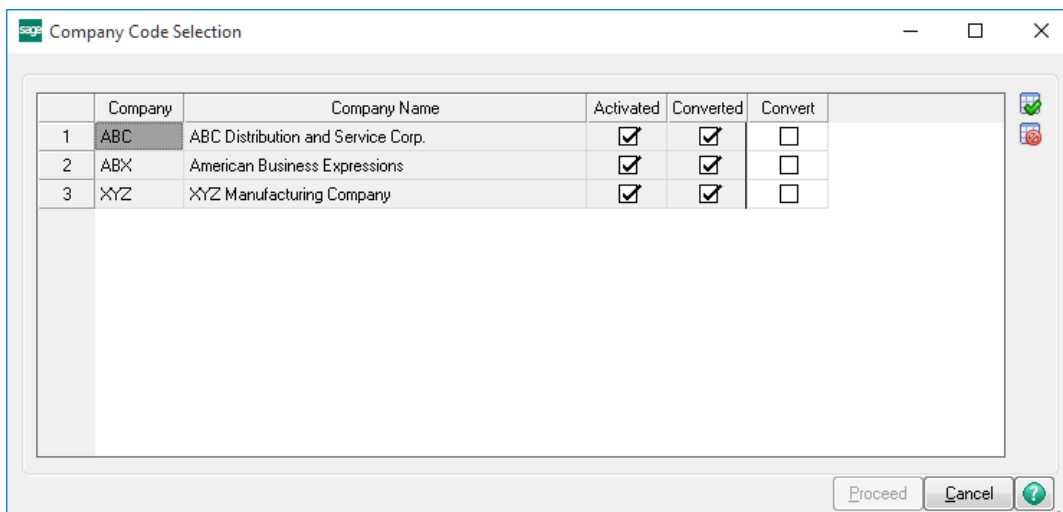 sage Company Code Selection
Company Company Name Activated Converted Convert
1 ABC ABC Distribution and Service Corp.
2 ABX American Business Expressions
3 XYZ XYZ Manufacturing Company
Proceed Cancel ?